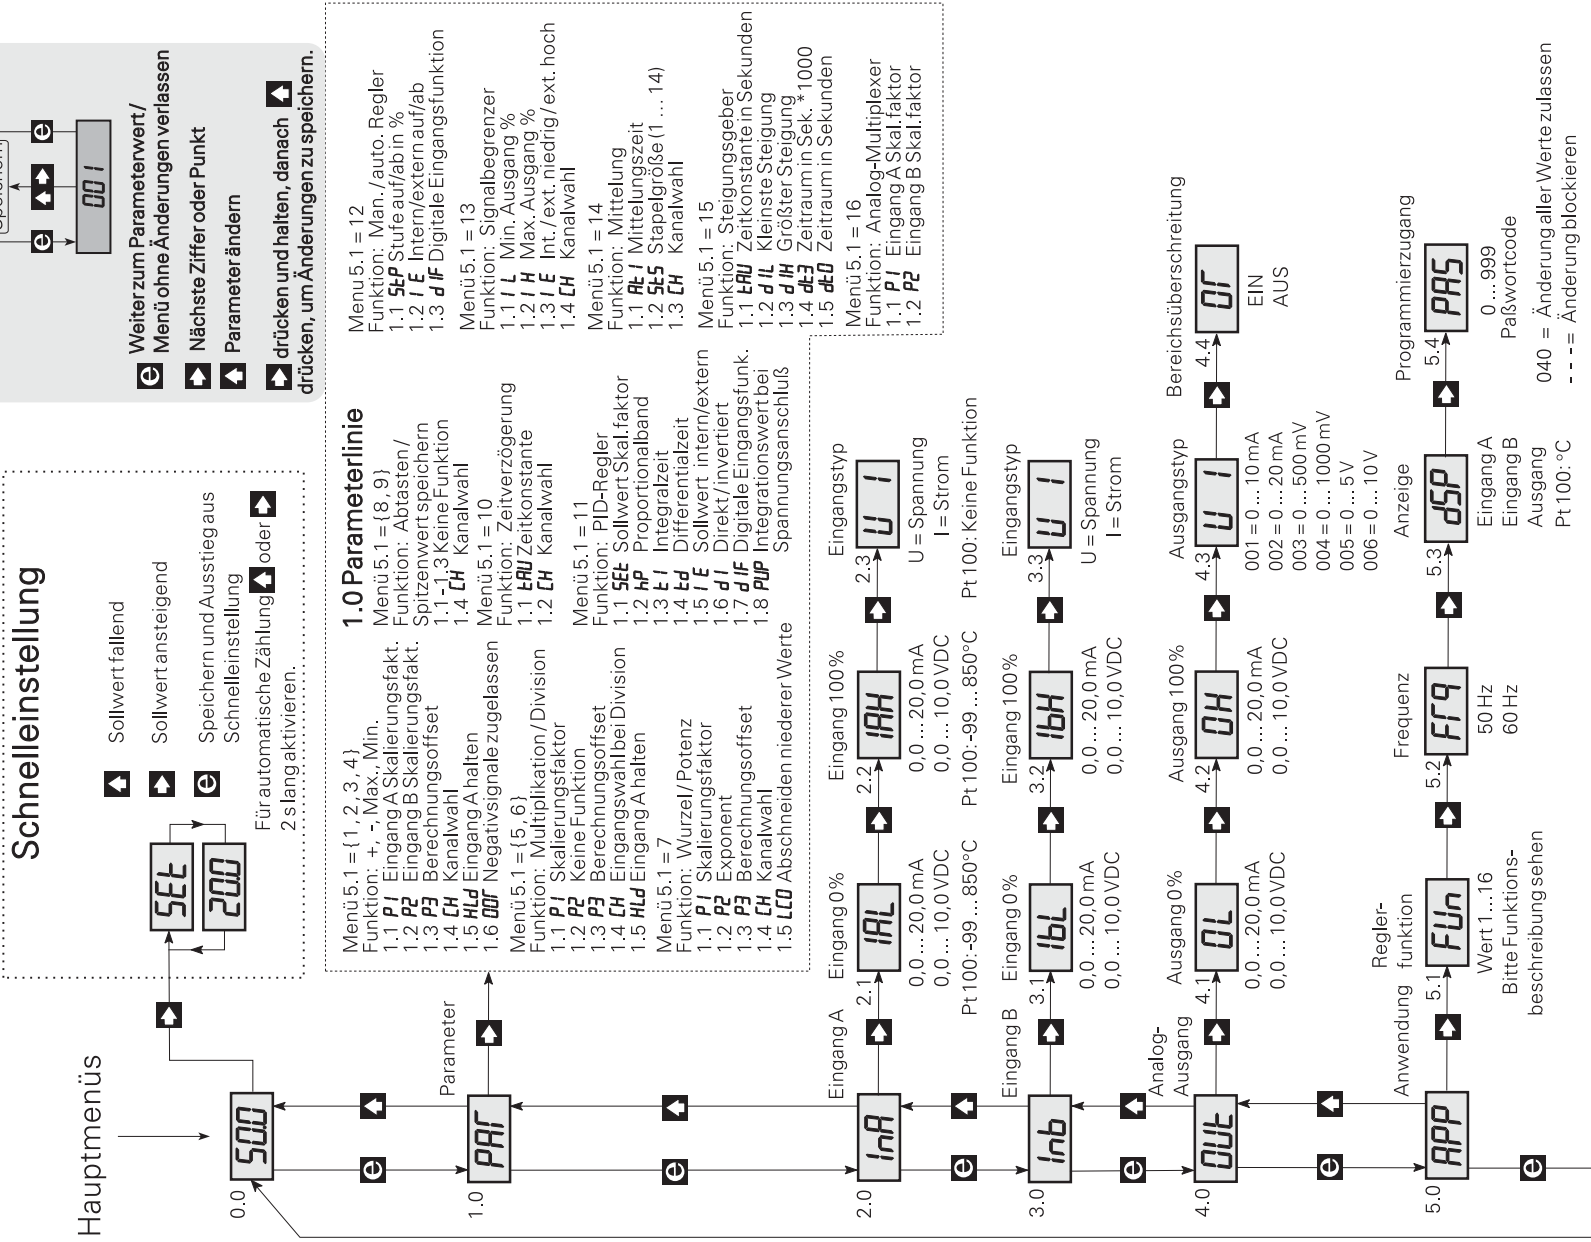 Hauptmenüs
Schnelleinstellung
SEt
20.0
Sollwert fallend
Sollwert ansteigend
e
Speichern und Ausstieg aus
Schnelleinstellung
Für automatische Zählung oder
2 s lang aktivieren.
e
e
001
e Weiter zum Parameterwert/
Menü ohne Änderungen verlassen
Nächste Ziffer oder Punkt
Parameter ändern
drücken und halten, danach
drücken, um Änderungen zu speichern.
0.0
50.0
e
1.0
PAr
Parameter
e
1.0 Parameterlinie
Menü 5.1 = {1, 2, 3, 4}
Funktion: +, -, Max., Min.
1.1 P1 Eingang A Skalierungsfakt.
1.2 P2 Eingang B Skalierungsfakt.
1.3 P3 Berechnungsoffset
1.4 CH Kanalwahl
1.5 HLd Eingang A halten
1.6 OOr Negativsignale zugelassen
Menü 5.1 = {5, 6}
Funktion: Multiplikation/Division
1.1 P1 Skalierungsfaktor
1.2 P2 Keine Funktion
1.3 P3 Berechnungsoffset
1.4 CH Eingangswahl bei Division
1.5 HLd Eingang A halten
Menü 5.1 = 7
Funktion: Wurzel/Potenz
1.1 P1 Skalierungsfaktor
1.2 P2 Exponent
1.3 P3 Berechnungsoffset
1.4 CH Kanalwahl
1.5 LCO Abschneiden niederer Werte
Menü 5.1 = {8, 9}
Funktion: Abtasten/
Spitzenwert speichern
1.1-1.3 Keine Funktion
1.4 CH Kanalwahl
Menü 5.1 = 10
Funktion: Zeitverzögerung
1.1 tAU Zeitkonstante
1.2 CH Kanalwahl
Menü 5.1 = 11
Funktion: PID-Regler
1.1 SEt Sollwert Skal.faktor
1.2 hP Proportionalband
1.3 t I Integralzeit
1.4 td Differentialzeit
1.5 I E Sollwert intern/extern
1.6 d I Direkt/invertiert
1.7 d IF Digitale Eingangsfunk.
1.8 PUP Integrationswert bei
Spannungsanschluß
Menü 5.1 = 12
Funktion: Man./auto. Regler
1.1 StP Stufe auf/ab in %
1.2 I E Intern/extern auf/ab
1.3 d IF Digitale Eingangsfunktion
Menü 5.1 = 13
Funktion: Signalbegrenzer
1.1 I L Min. Ausgang %
1.2 I H Max. Ausgang %
1.3 I E Int./ext. niedrig/ext. hoch
1.4 CH Kanalwahl
Menü 5.1 = 14
Funktion: Mittelung
1.1 At I Mittelungszeit
1.2 StS Stapelgröße (1 ... 14)
1.3 CH Kanalwahl
Menü 5.1 = 15
Funktion: Steigungsgeber
1.1 tAU Zeitkonstante in Sekunden
1.2 d IL Kleinste Steigung
1.3 d IH Größter Steigung
1.4 dt3 Zeitraum in Sek. *1000
1.5 dt0 Zeitraum in Sekunden
Menü 5.1 = 16
Funktion: Analog-Multiplexer
1.1 P1 Eingang A Skal.faktor
1.2 P2 Eingang B Skal.faktor
2.0
InA
Eingang A
2.1
Eingang 0%
IAL
0,0 ... 20,0 mA
0,0 ... 10,0 VDC
Pt 100: -99 ... 850°C
2.2
Eingang 100%
IAH
0,0 ... 20,0 mA
0,0 ... 10,0 VDC
Pt 100: -99 ... 850°C
2.3
Eingangstyp
U I
U = Spannung
I = Strom
Pt 100: Keine Funktion
e
3.0
Inb
Eingang B
3.1
Eingang 0%
IbL
0,0 ... 20,0 mA
0,0 ... 10,0 VDC
3.2
Eingang 100%
IbH
0,0 ... 20,0 mA
0,0 ... 10,0 VDC
3.3
Eingangstyp
U I
U = Spannung
I = Strom
e
4.0
OUt
Analog-
Ausgang
4.1
Ausgang 0%
OL
0,0 ... 20,0 mA
0,0 ... 10,0 VDC
4.2
Ausgang 100%
OH
0,0 ... 20,0 mA
0,0 ... 10,0 VDC
4.3
Ausgangstyp
U I
001 = 0 ... 10 mA
002 = 0 ... 20 mA
003 = 0 ... 500 mV
004 = 0 ... 1000 mV
005 = 0 ... 5 V
006 = 0 ... 10 V
4.4
Bereichsüberschreitung
Or
EIN
AUS
e
5.0
APP
Anwendung
5.1
Regler-
funktion
FUn
Wert 1...16
Bitte Funktions-
beschreibung sehen
5.2
Frequenz
Frq
50 Hz
60 Hz
5.3
Anzeige
dSP
Eingang A
Eingang B
Ausgang
Pt 100: °C
5.4
Programmierzugang
PAS
0 ... 999
Paßwortcode
040 = Änderung aller Werte zulassen
- - - = Änderung blockieren
e